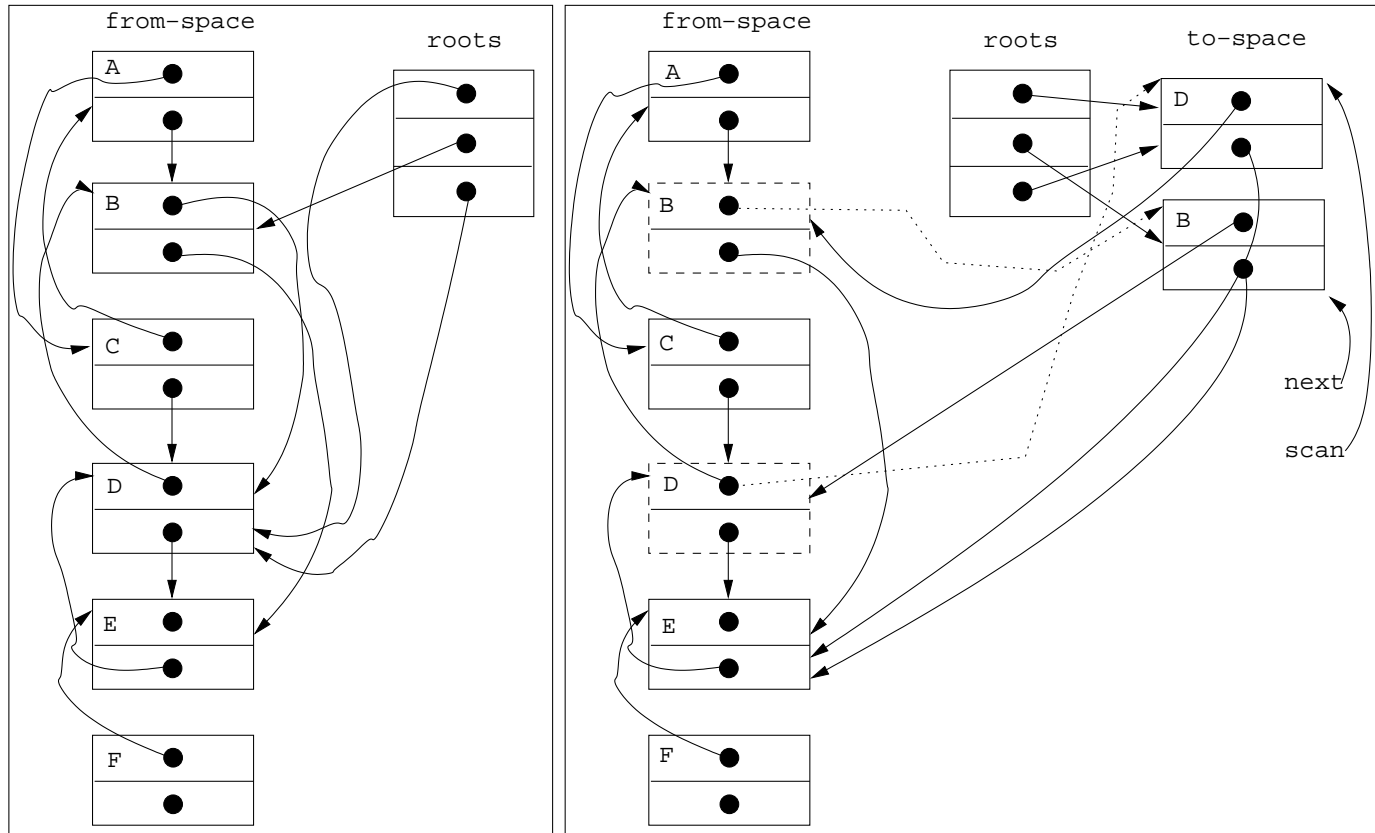 from-space
roots
A
B
C
D
E
F
from-space
roots
to-space
A
D
B
B
C
next
scan
D
E
F